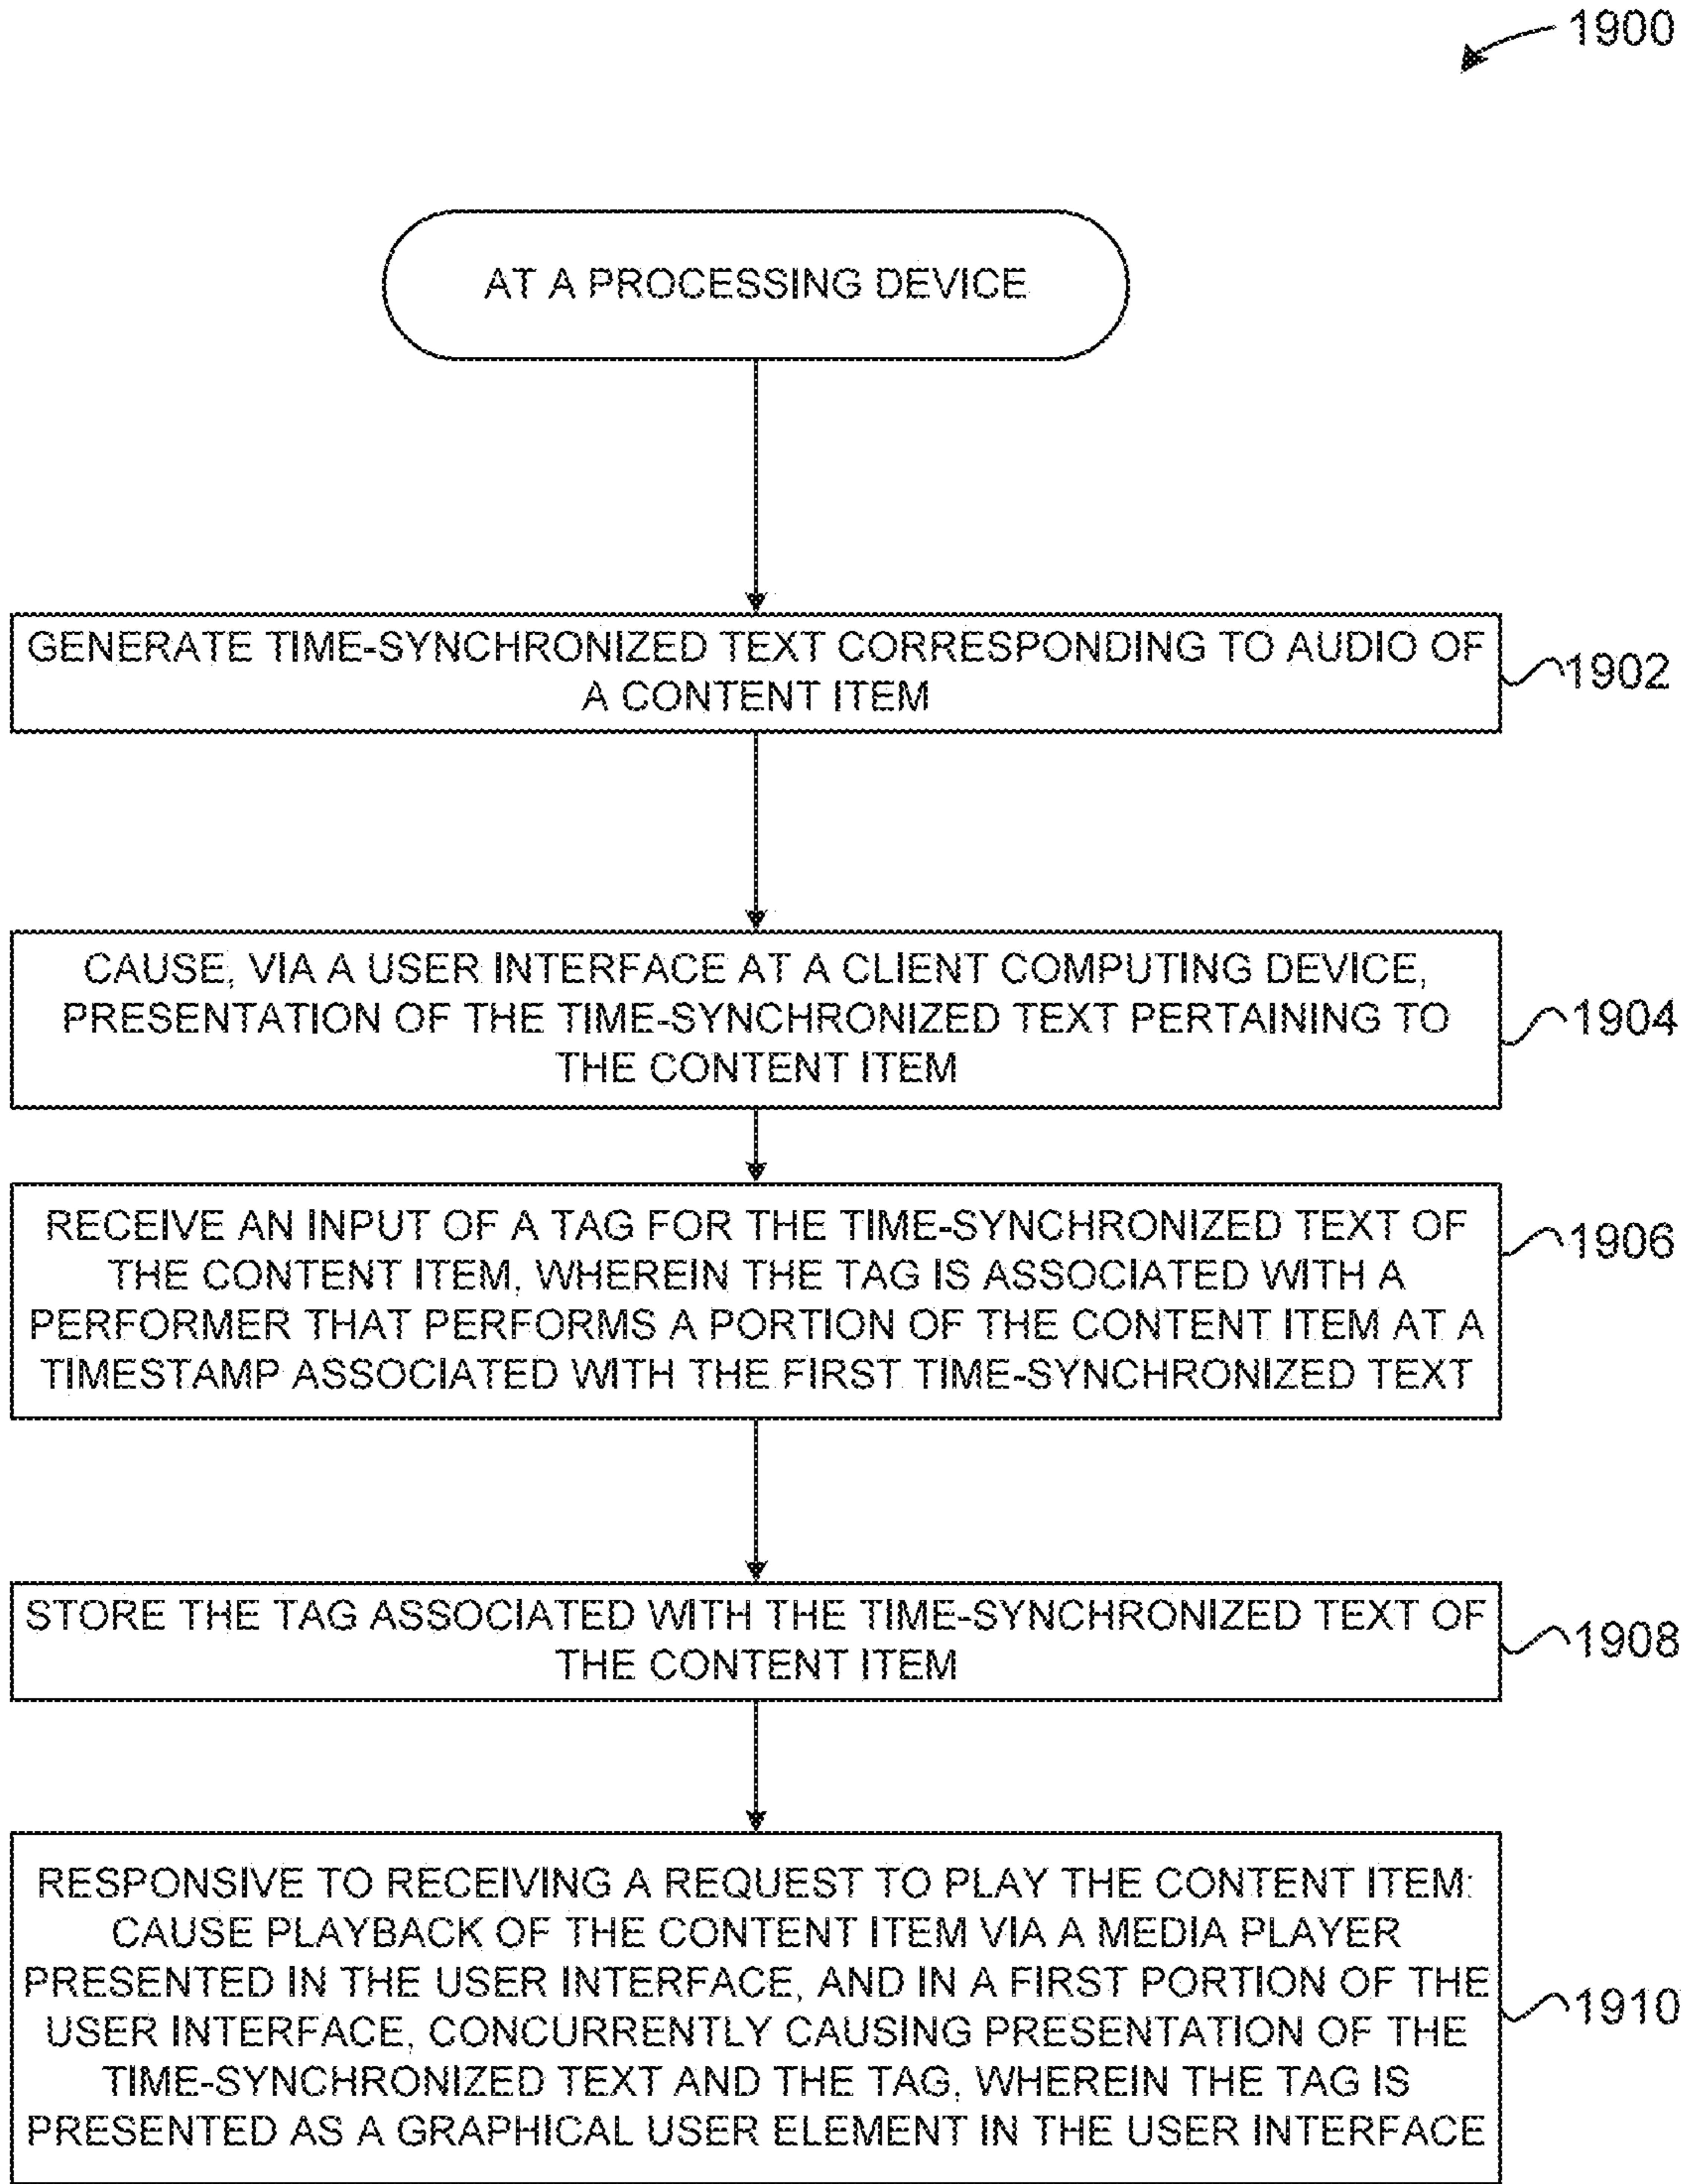 1900
AT A PROCESSING DEVICE
GENERATE TIME-SYNCHRONIZED TEXT CORRESPONDING TO AUDIO OF
A CONTENT ITEM
1902
CAUSE, VIA A USER INTERFACE AT A CLIENT COMPUTING DEVICE,
PRESENTATION OF THE TIME-SYNCHRONIZED TEXT PERTAINING TO
THE CONTENT ITEM
1904
RECEIVE AN INPUT OF A TAG FOR THE TIME-SYNCHRONIZED TEXT OF
THE CONTENT ITEM, WHEREIN THE TAG IS ASSOCIATED WITH A
PERFORMER THAT PERFORMS A PORTION OF THE CONTENT ITEM AT A
TIMESTAMP ASSOCIATED WITH THE FIRST TIME-SYNCHRONIZED TEXT
1906
STORE THE TAG ASSOCIATED WITH THE TIME-SYNCHRONIZED TEXT OF
THE CONTENT ITEM
1908
RESPONSIVE TO RECEIVING A REQUEST TO PLAY THE CONTENT ITEM:
CAUSE PLAYBACK OF THE CONTENT ITEM VIA A MEDIA PLAYER
PRESENTED IN THE USER INTERFACE, AND IN A FIRST PORTION OF THE
USER INTERFACE, CONCURRENTLY CAUSING PRESENTATION OF THE
TIME-SYNCHRONIZED TEXT AND THE TAG, WHEREIN THE TAG IS
PRESENTED AS A GRAPHICAL USER ELEMENT IN THE USER INTERFACE
1910